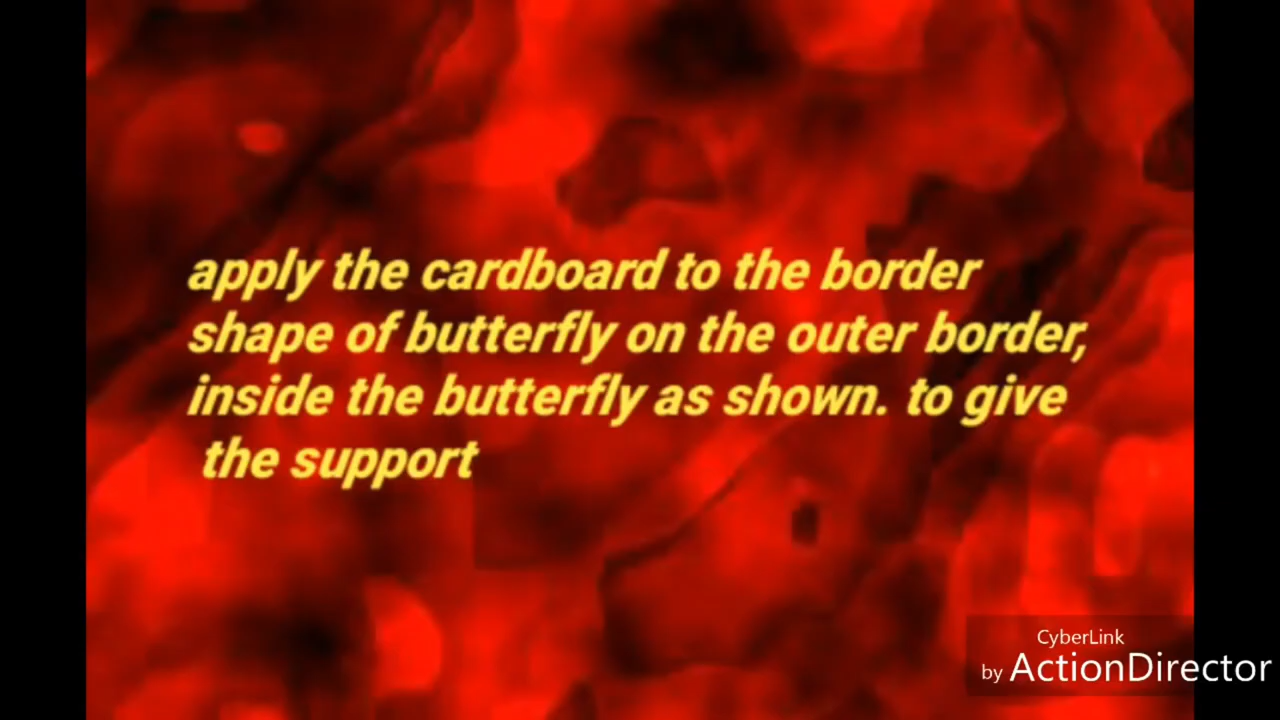 apply the cardboard to the border
shape of butterfly on the outer border,
inside the butterfly as shown. to give
the support
CyberLink
by ActionDirector